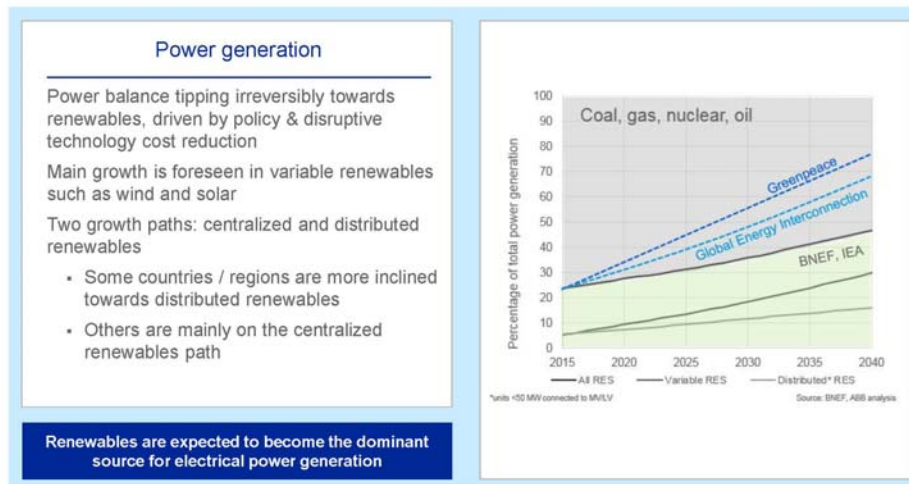 Power generation
Power balance tipping irreversibly towards
renewables, driven by policy & disruptive
technology cost reduction
Main growth is foreseen in variable renewables
such as wind and solar
Two growth paths: centralized and distributed
renewables
• Some countries / regions are more inclined
towards distributed renewables
• Others are mainly on the centralized
renewables path
Renewables are expected to become the dominant
source for electrical power generation
Percentage of total power generation
100
90
80
70
60
50
40
30
20
10
0
Coal, gas, nuclear, oil
Greenpeace
Global Energy Interconnection
BNEF, IEA
2015 2020 2025 2030 2035 2040
All RES Variable RES Distributed* RES
*units <50 MW connected to MV/LV Source: BNEF, ABB analysis